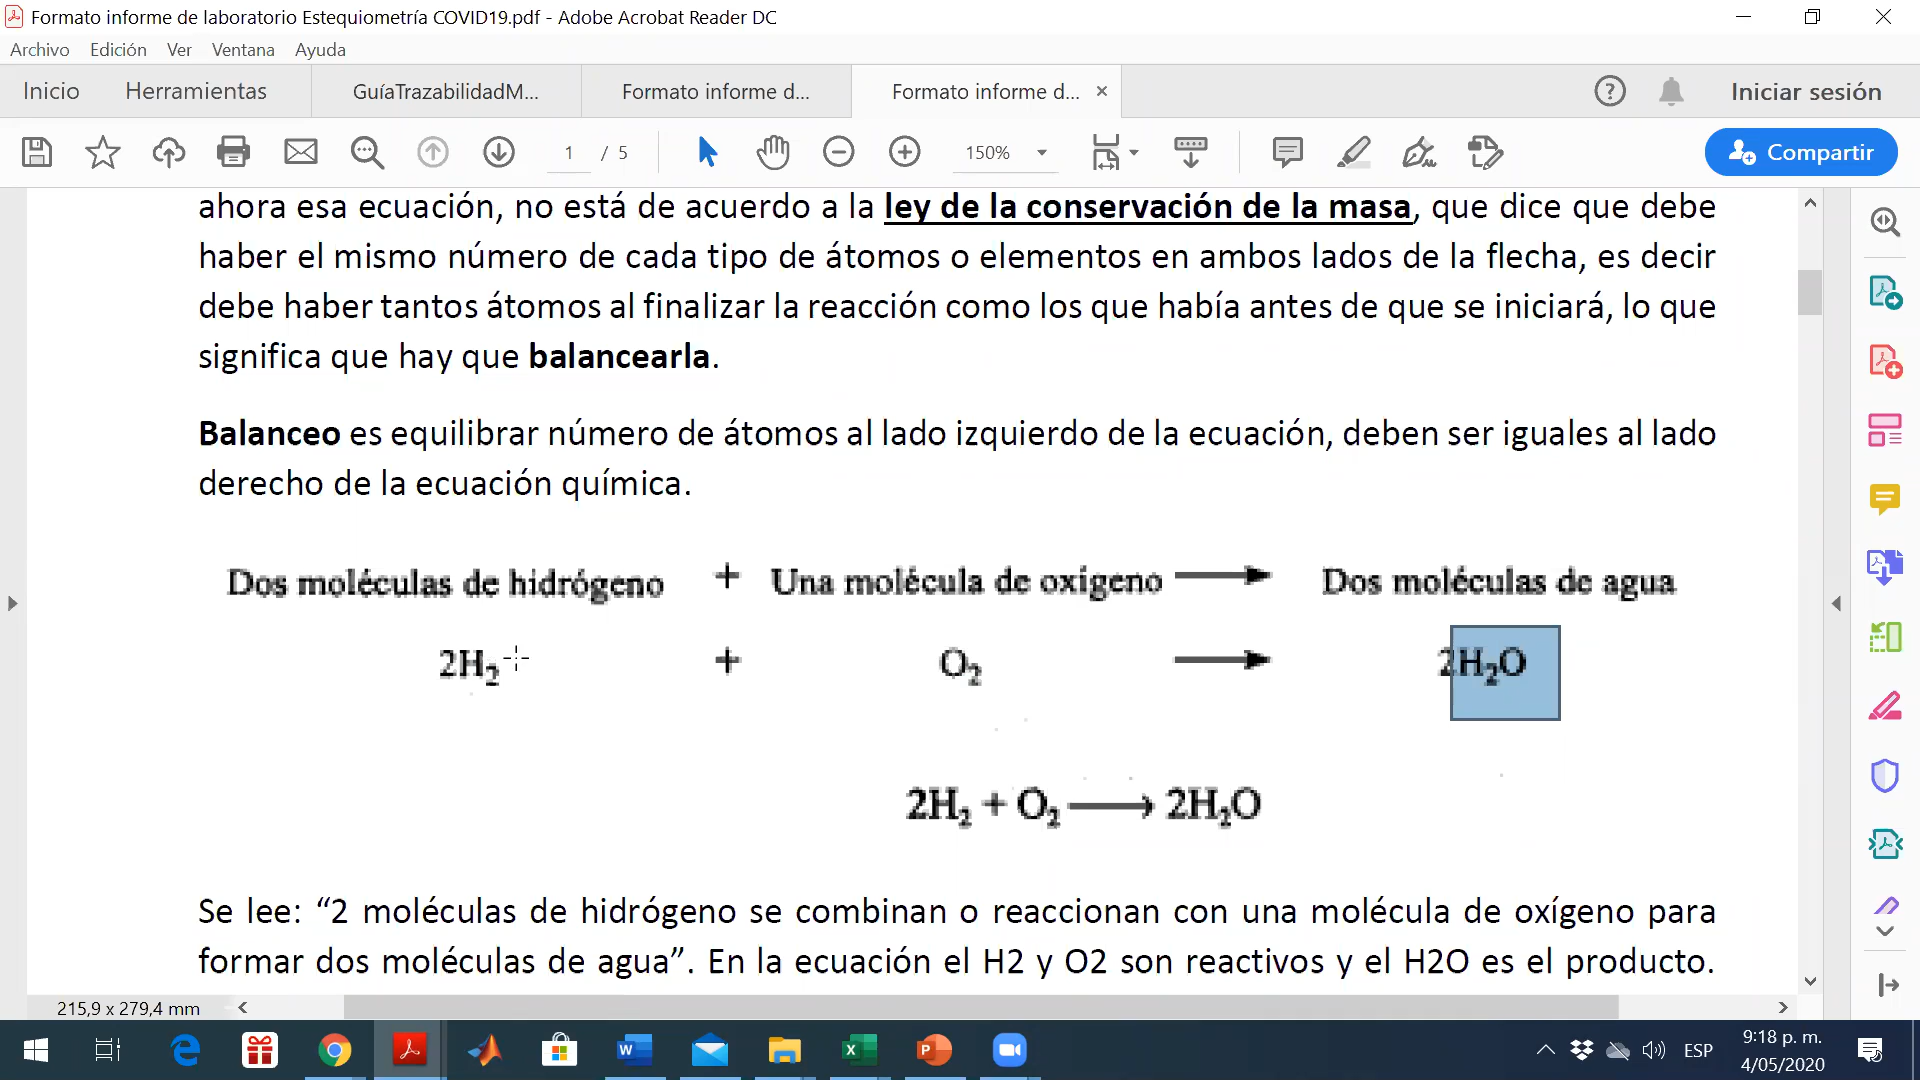 Formato informe de laboratorio Estequiometría COVID19.pdf - Adobe Acrobat Reader DC
Archivo Edición Ver Ventana Ayuda
Inicio Herramientas GuíaTrazabilidadM... Formato informe d... Formato informe d... × Iniciar sesión
1 / 5 150% Compartir
ahora esa ecuación, no está de acuerdo a la ley de la conservación de la masa, que dice que debe
haber el mismo número de cada tipo de átomos o elementos en ambos lados de la flecha, es decir
debe haber tantos átomos al finalizar la reacción como los que había antes de que se iniciará, lo que
significa que hay que balancearla.
Balanceo es equilibrar número de átomos al lado izquierdo de la ecuación, deben ser iguales al lado
derecho de la ecuación química.
Dos moléculas de hidrógeno + Una molécula de oxígeno ⟶ Dos moléculas de agua
2H₂ + O₂ ⟶ 2H₂O
2H₂ + O₂ ⟶ 2H₂O
Se lee: “2 moléculas de hidrógeno se combinan o reaccionan con una molécula de oxígeno para
formar dos moléculas de agua”. En la ecuación el H2 y O2 son reactivos y el H2O es el producto.
215,9 x 279,4 mm
ESP
9:18 p. m.
4/05/2020